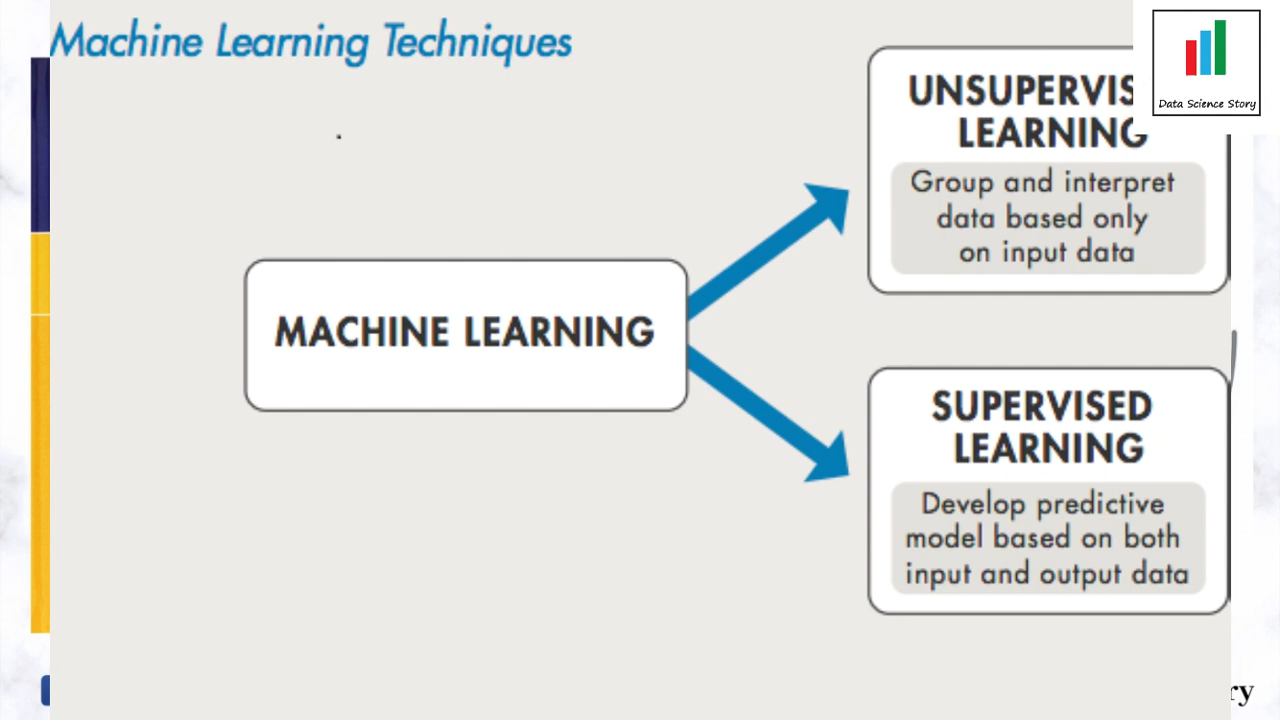 Machine Learning Techniques
Data Science Story
UNSUPERVIS
LEARNING
Group and interpret
data based only
on input data
MACHINE LEARNING
SUPERVISED
LEARNING
Develop predictive
model based on both
input and output data
ry